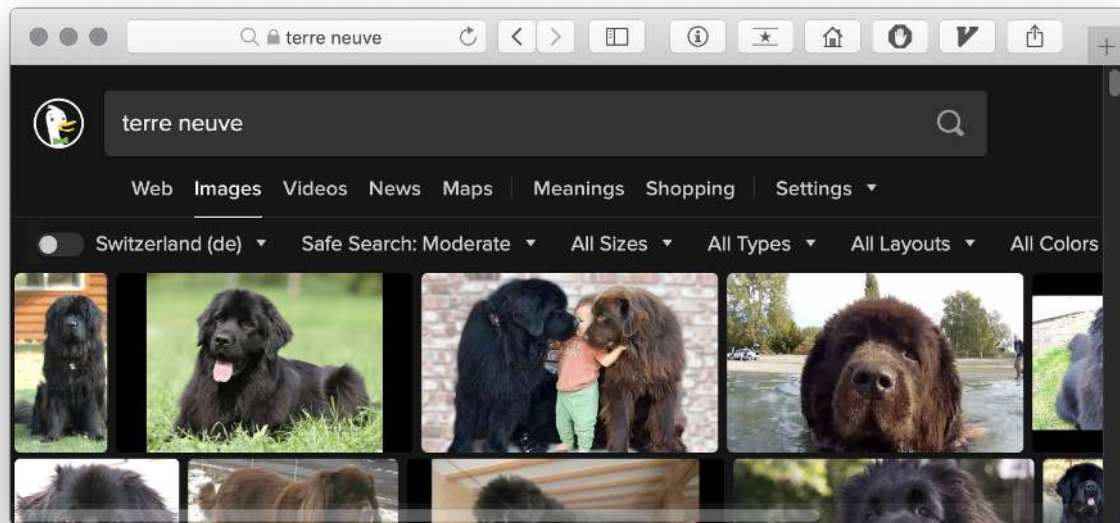 terre neuve
terre neuve
Web Images Videos News Maps Meanings Shopping Settings
Switzerland (de) Safe Search: Moderate All Sizes All Types All Layouts All Colors